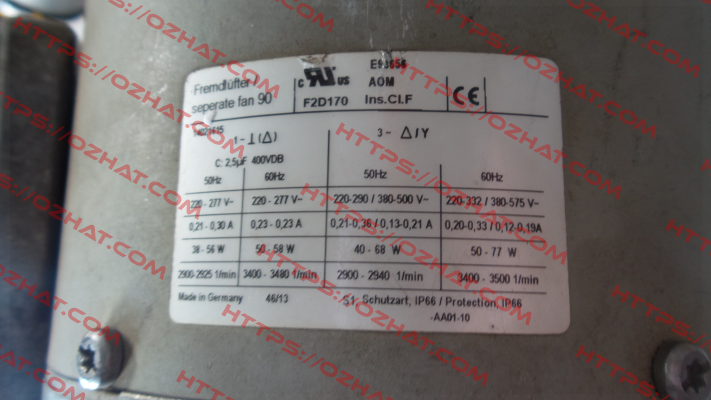 Fremdlüfter /
seperate fan 90
c RU US
F2D170
AOM
Ins.CLF
CE
1~ ⊥(Δ)
3~ Δ/Y
C: 2,5µF 400VDB
50Hz 60Hz 50Hz 60Hz
220 - 277 V~ 220 - 277 V~ 220-290 / 380-500 V~ 220-332 / 380-575 V~
0,21 - 0,30 A 0,23 - 0,23 A 0,21-0,36 / 0,13-0,21 A 0,20-0,33 / 0,12-0,19A
38 - 56 W 50 - 58 W 40 - 68 W 50 - 77 W
2900-2925 1/min 3400 - 3480 1/min 2900 - 2940 1/min 3400 - 3500 1/min
Made in Germany 46/13 S1, Schutzart, IP66 / Protection, IP66
-AA01-10
HTTPS://OZHAT.COM